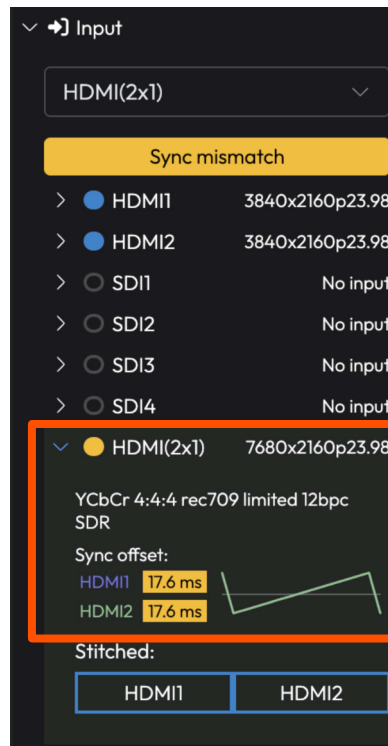 Input
HDMI(2x1)
Sync mismatch
HDMI1 3840x2160p23.98
HDMI2 3840x2160p23.98
SDI1 No input
SDI2 No input
SDI3 No input
SDI4 No input
HDMI(2x1) 7680x2160p23.98
YCbCr 4:4:4 rec709 limited 12bpc
SDR
Sync offset:
HDMI1 17.6 ms
HDMI2 17.6 ms
Stitched:
HDMI1 HDMI2